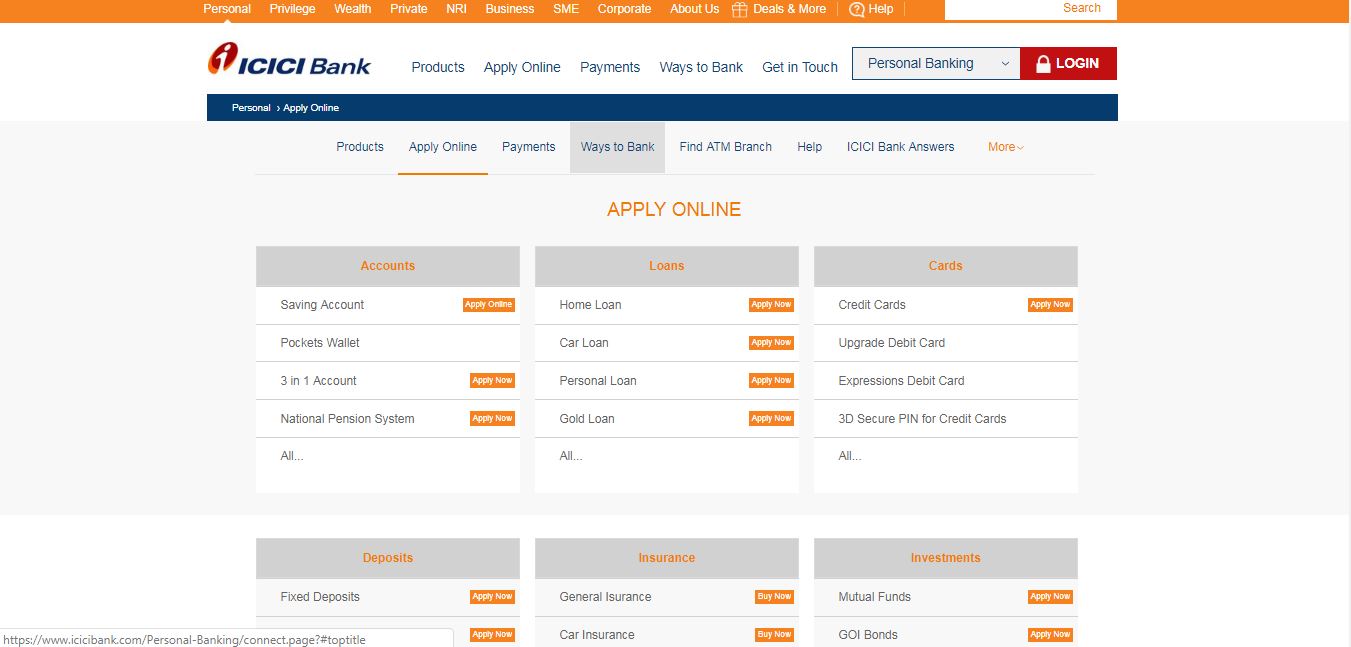 Personal Privilege Wealth Private NRI Business SME Corporate About Us Deals & More Help Search
ICICI Bank
Products Apply Online Payments Ways to Bank Get in Touch Personal Banking LOGIN
Personal › Apply Online
Products Apply Online Payments Ways to Bank Find ATM Branch Help ICICI Bank Answers More
APPLY ONLINE
Accounts
Saving Account Apply Online
Pockets Wallet
3 in 1 Account Apply Now
National Pension System Apply Now
All...
Loans
Home Loan Apply Now
Car Loan Apply Now
Personal Loan Apply Now
Gold Loan Apply Now
All...
Cards
Credit Cards Apply Now
Upgrade Debit Card
Expressions Debit Card
3D Secure PIN for Credit Cards
All...
Deposits
Fixed Deposits Apply Now
Apply Now
Insurance
General Isurance Buy Now
Car Insurance Buy Now
Investments
Mutual Funds Apply Now
GOI Bonds Apply Now
https://www.icicibank.com/Personal-Banking/connect.page?#toptitle